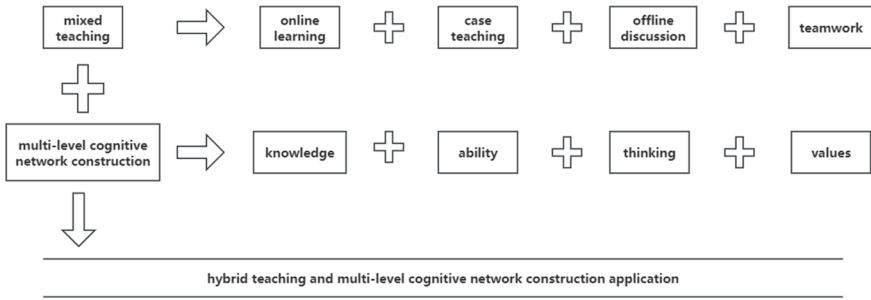 mixed
teaching
online
learning
case
teaching
offline
discussion
teamwork
multi-level cognitive
network construction
knowledge
ability
thinking
values
hybrid teaching and multi-level cognitive network construction application